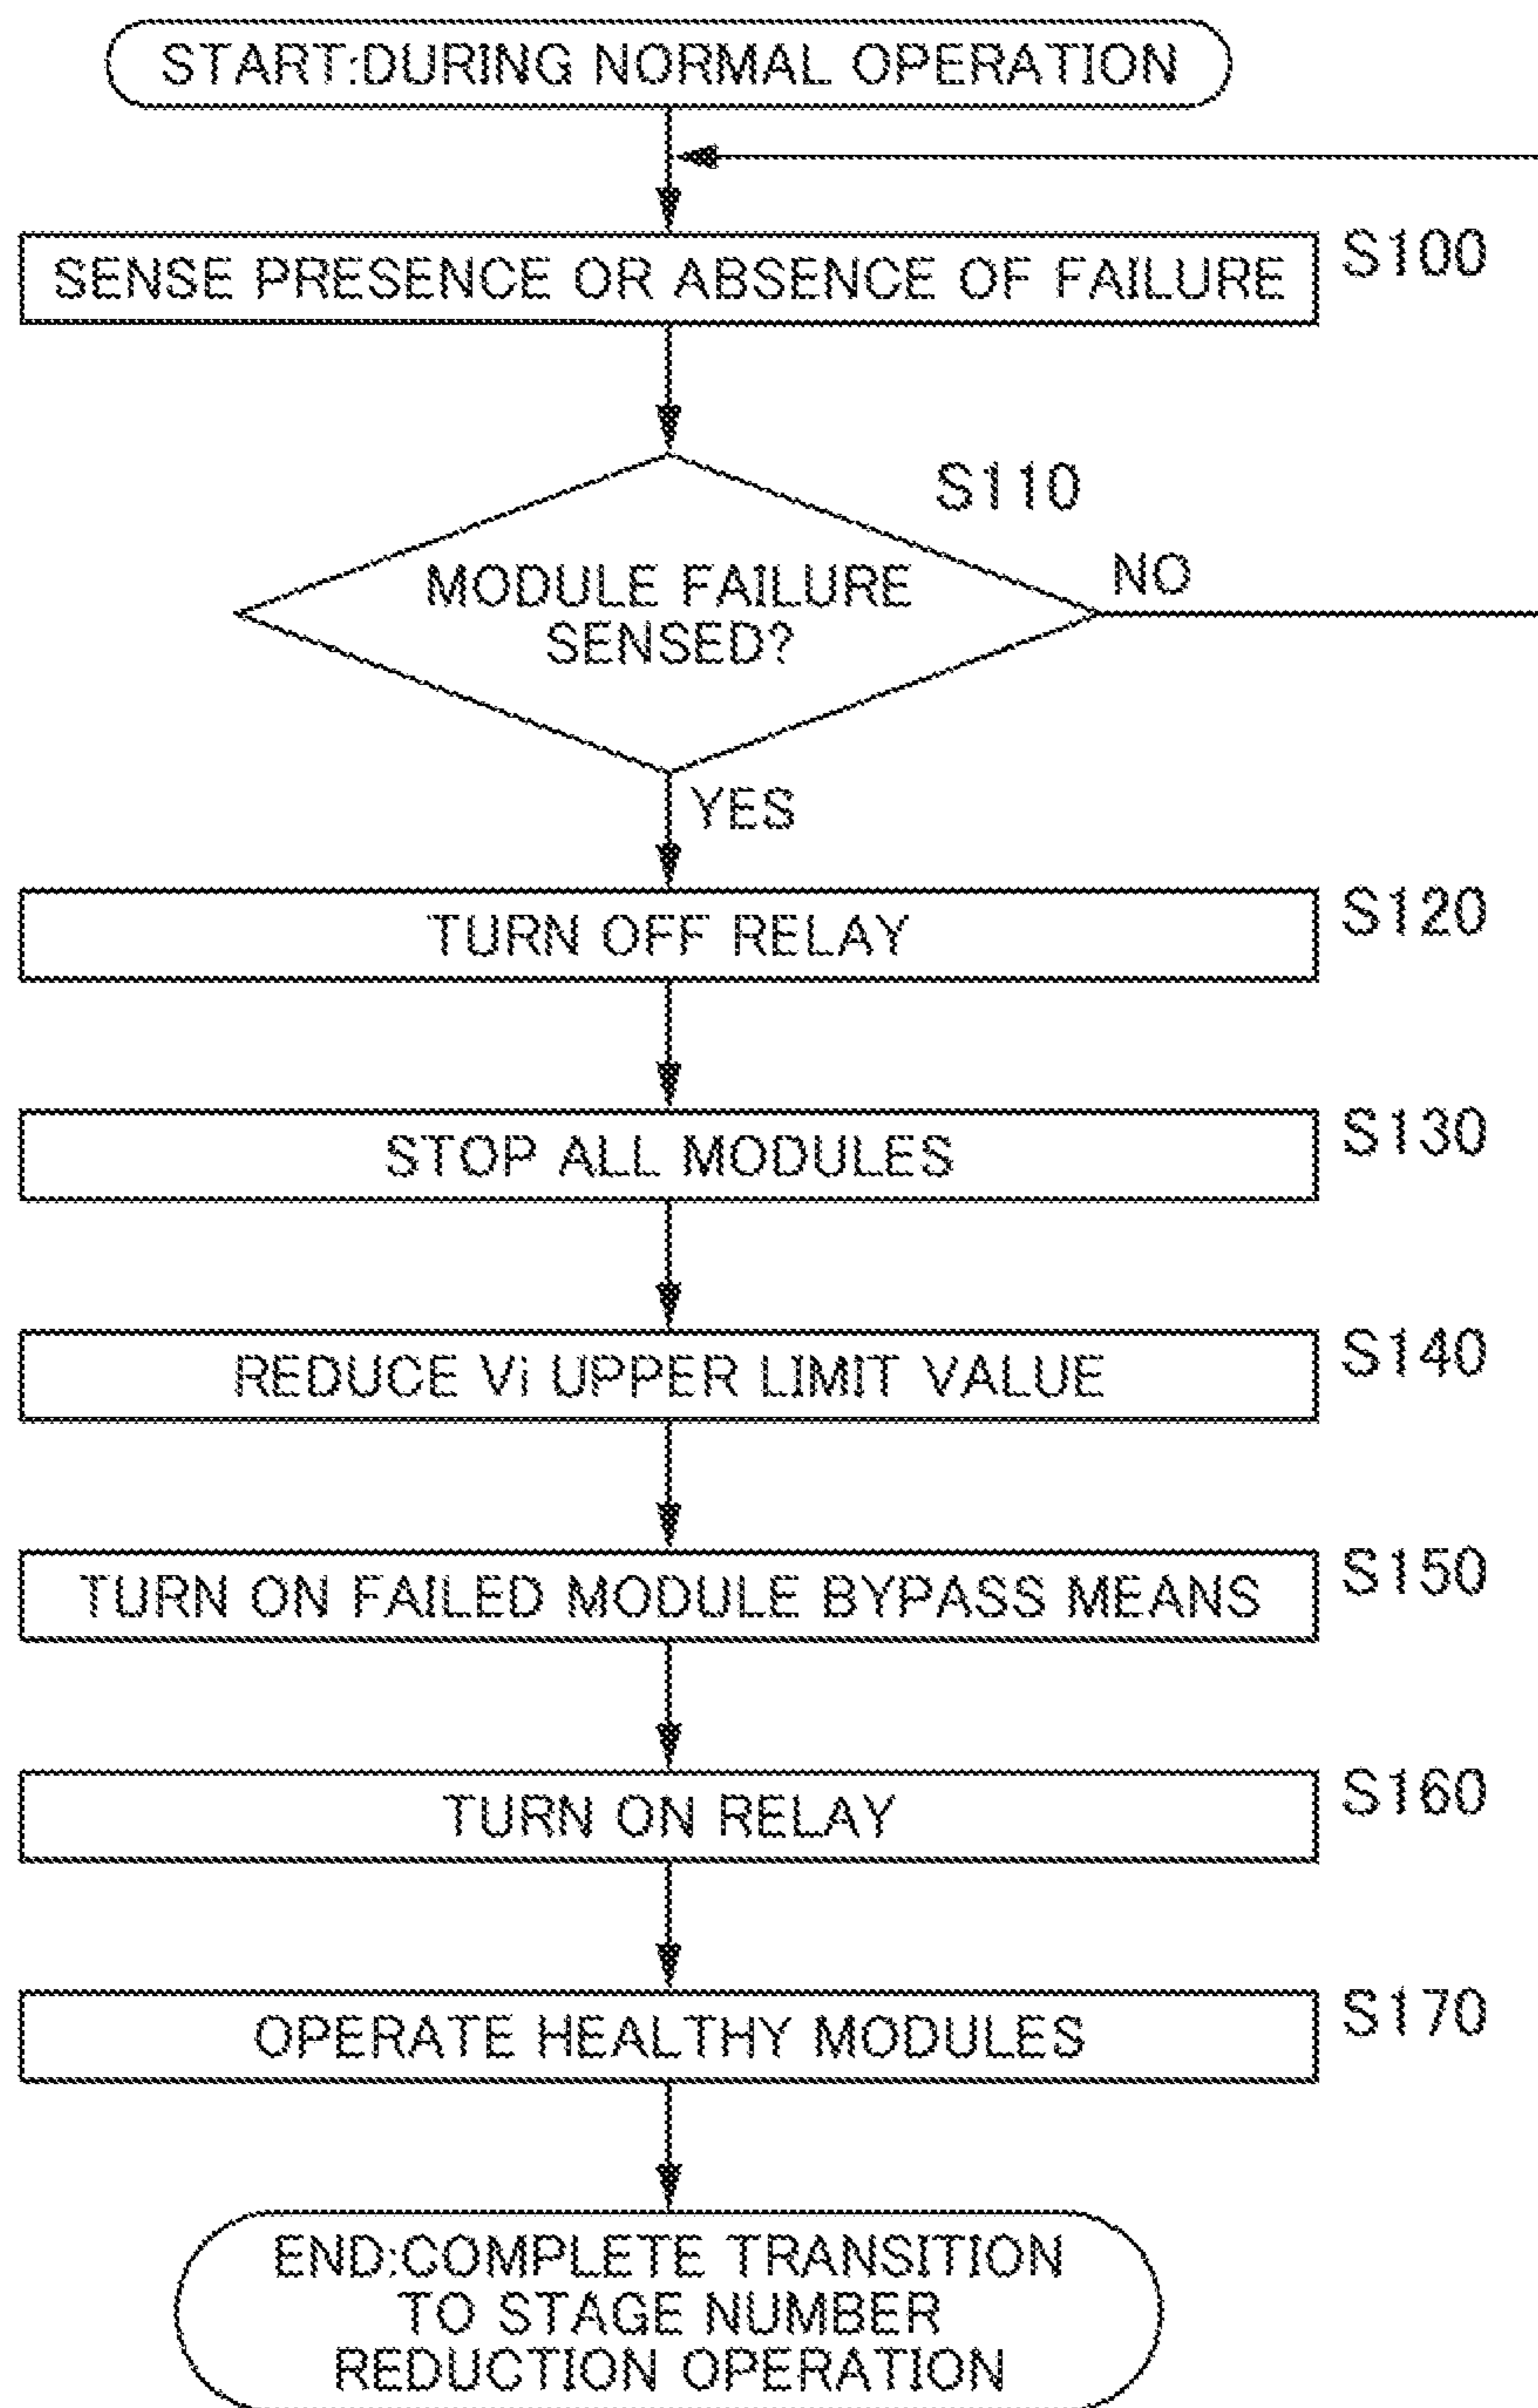 START:DURING NORMAL OPERATION
SENSE PRESENCE OR ABSENCE OF FAILURE
S100
S110
MODULE FAILURE
SENSED?
NO
YES
TURN OFF RELAY
S120
STOP ALL MODULES
S130
REDUCE Vi UPPER LIMIT VALUE
S140
TURN ON FAILED MODULE BYPASS MEANS
S150
TURN ON RELAY
S160
OPERATE HEALTHY MODULES
S170
END:COMPLETE TRANSITION
TO STAGE NUMBER
REDUCTION OPERATION